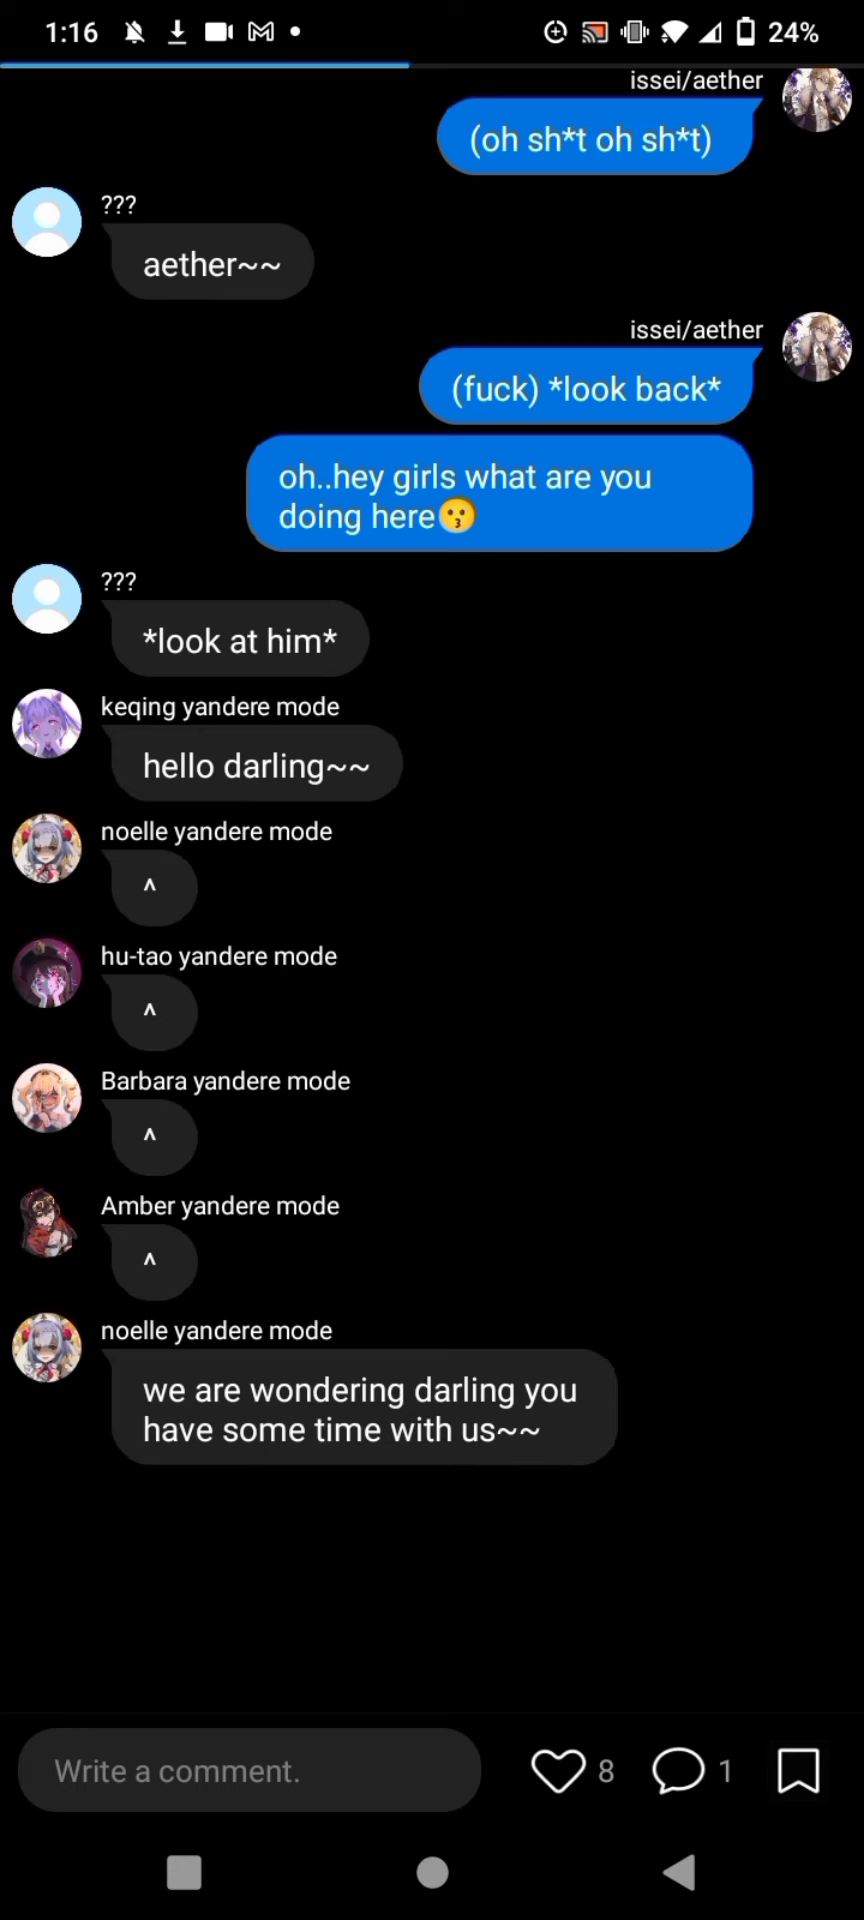 1:16
24%
issei/aether
(oh sh*t oh sh*t)
???
aether~~
issei/aether
(fuck) *look back*
oh..hey girls what are you
doing here😗
???
*look at him*
keqing yandere mode
hello darling~~
noelle yandere mode
^
hu-tao yandere mode
^
Barbara yandere mode
^
Amber yandere mode
^
noelle yandere mode
we are wondering darling you
have some time with us~~
Write a comment.
8
1